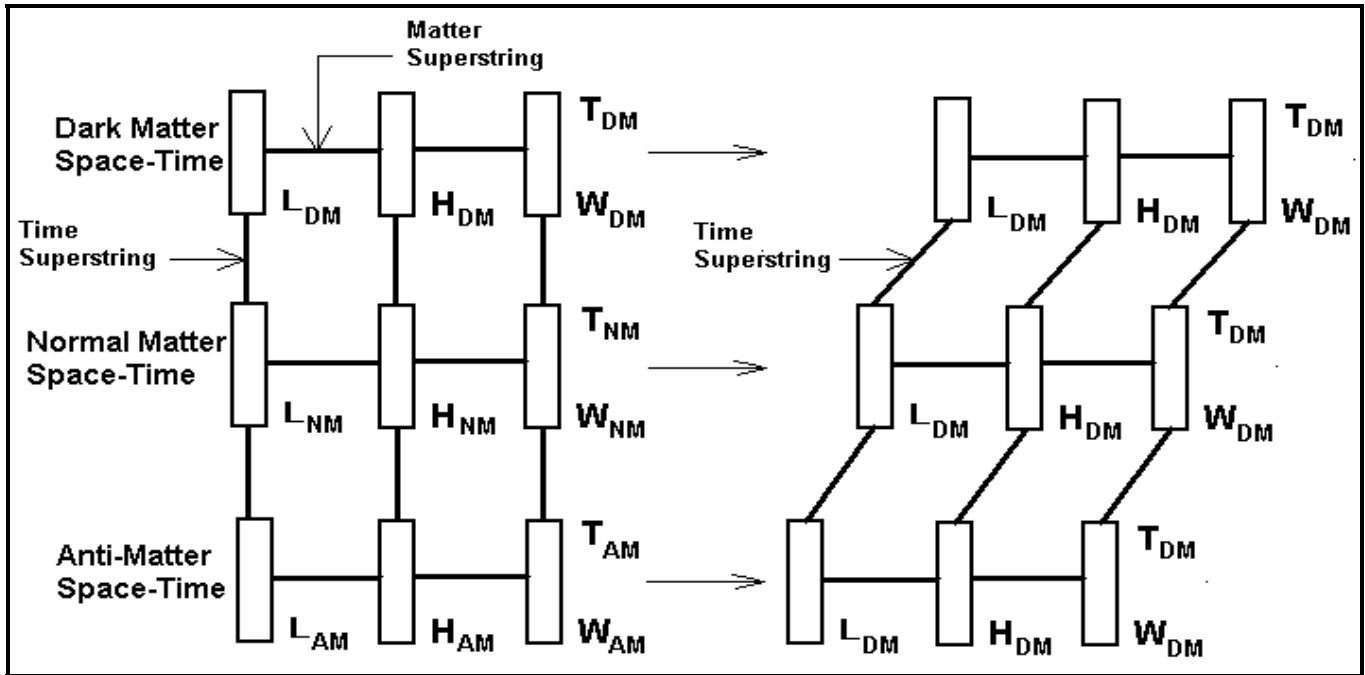 Matter
Superstring
Dark Matter
Space-Time
T_DM
L_DM H_DM W_DM
Time
Superstring
Normal Matter
Space-Time
T_NM
L_NM H_NM W_NM
Anti-Matter
Space-Time
T_AM
L_AM H_AM W_AM
T_DM
L_DM H_DM W_DM
Time
Superstring
T_DM
L_DM H_DM W_DM
T_DM
L_DM H_DM W_DM